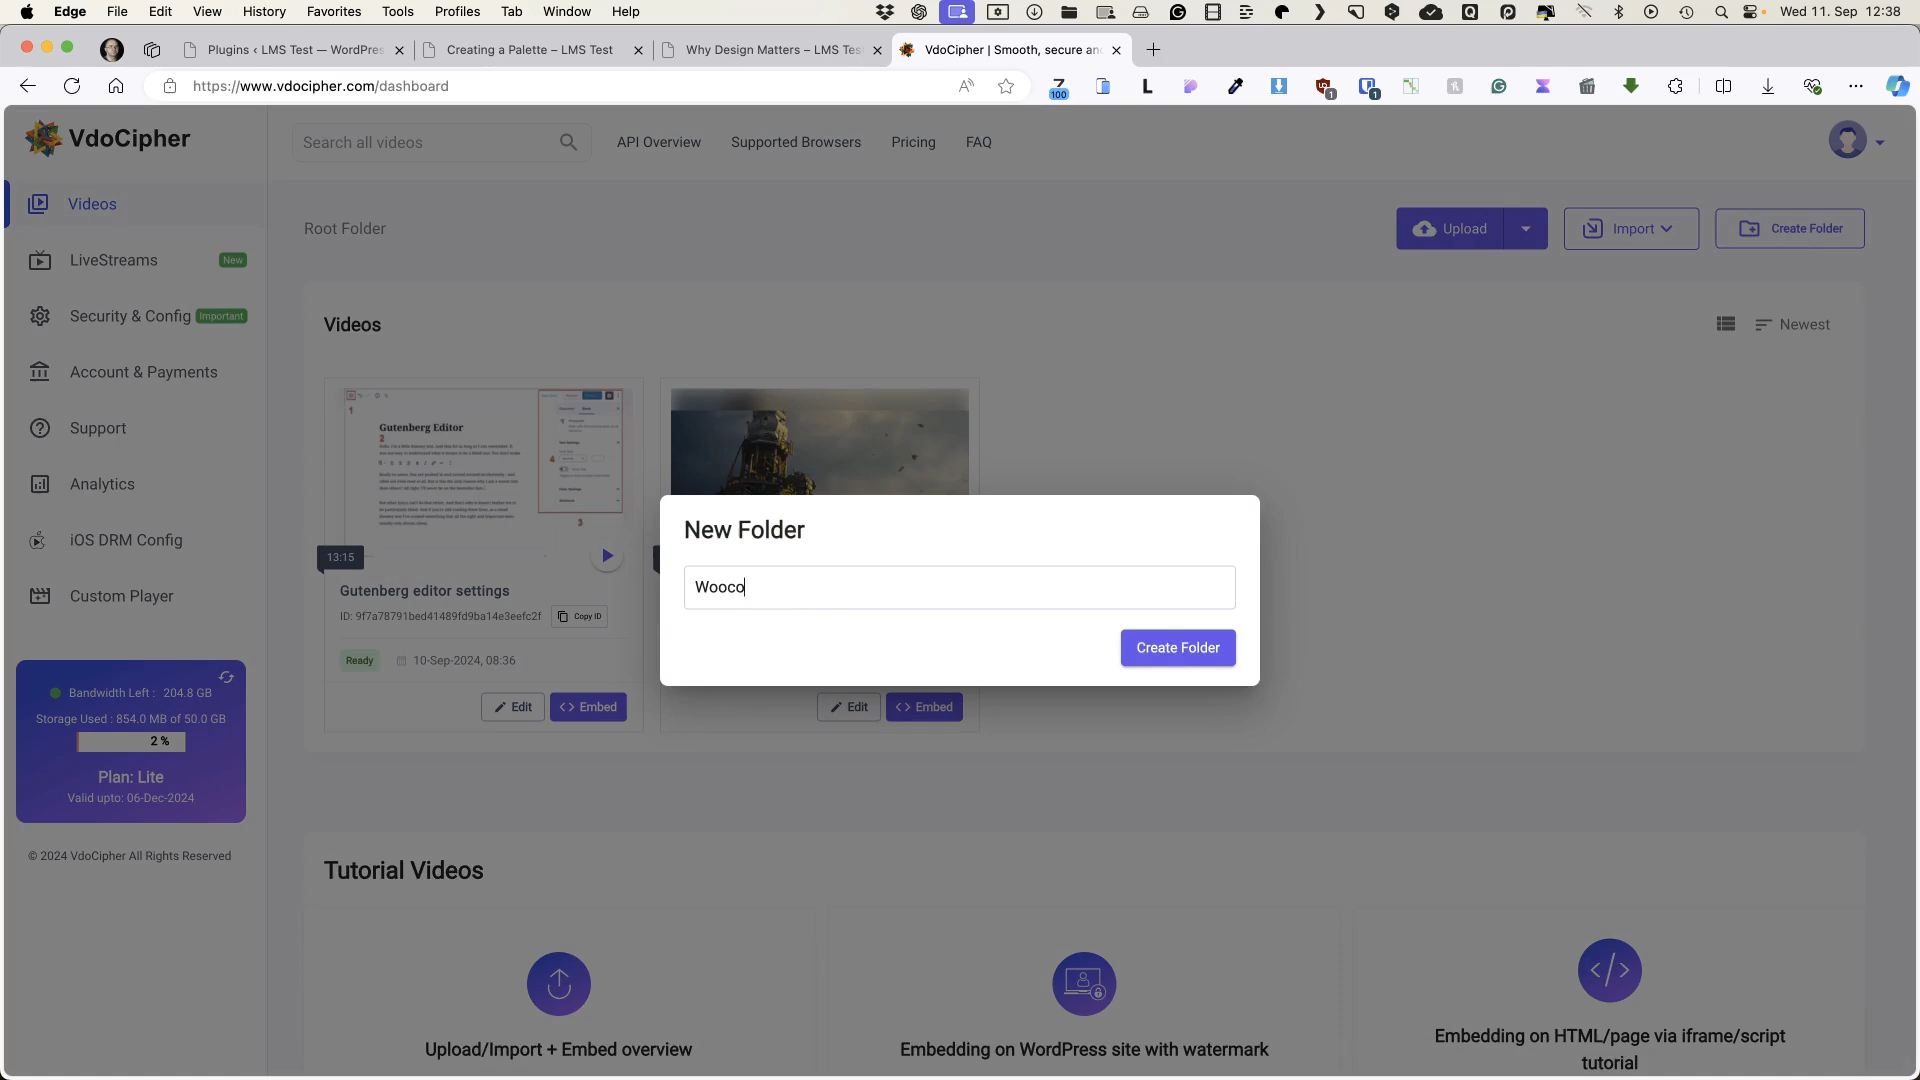 Edge File Edit View History Favorites Tools Profiles Tab Window Help
Wed 11. Sep 12:38
Plugins ‹ LMS Test — WordPres
Creating a Palette – LMS Test
Why Design Matters – LMS Tes
VdoCipher | Smooth, secure an
https://www.vdocipher.com/dashboard
100
1
1
VdoCipher
Search all videos
API Overview
Supported Browsers
Pricing
FAQ
Videos
LiveStreams New
Security & Config Important
Account & Payments
Support
Analytics
iOS DRM Config
Custom Player
Bandwidth Left : 204.8 GB
Storage Used : 854.0 MB of 50.0 GB
2 %
Plan: Lite
Valid upto: 06-Dec-2024
© 2024 VdoCipher All Rights Reserved
Root Folder
Upload
Import
Create Folder
Videos
Newest
1
Gutenberg Editor
2
4
3
13:15
Gutenberg editor settings
ID: 9f7a78791bed41489fd9ba14e3eefc2f
Copy ID
Ready
10-Sep-2024, 08:36
Edit
<> Embed
Edit
<> Embed
New Folder
Wooco
Create Folder
Tutorial Videos
Upload/Import + Embed overview
Embedding on WordPress site with watermark
Embedding on HTML/page via iframe/script
tutorial